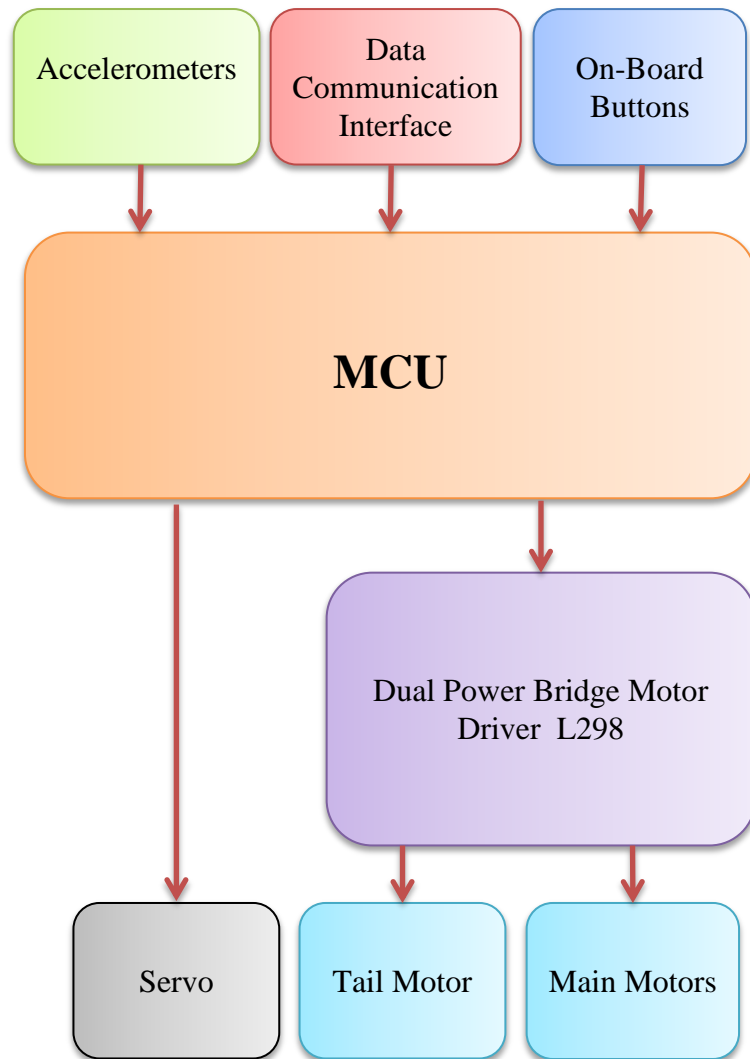 Accelerometers
Data
Communication
Interface
On-Board
Buttons
MCU
Dual Power Bridge Motor
Driver  L298
Servo
Tail Motor
Main Motors